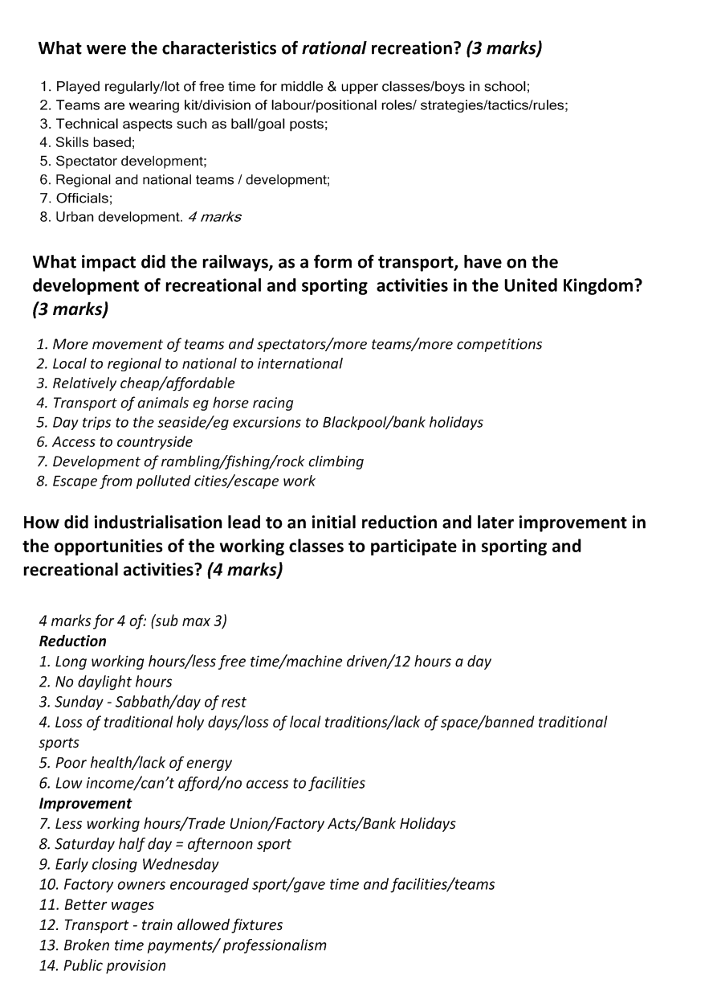 What were the characteristics of rational recreation? (3 marks)
1. Played regularly/lot of free time for middle & upper classes/boys in school;
2. Teams are wearing kit/division of labour/positional roles/ strategies/tactics/rules;
3. Technical aspects such as ball/goal posts;
4. Skills based;
5. Spectator development;
6. Regional and national teams / development;
7. Officials;
8. Urban development. 4 marks
What impact did the railways, as a form of transport, have on the
development of recreational and sporting  activities in the United Kingdom?
(3 marks)
1. More movement of teams and spectators/more teams/more competitions
2. Local to regional to national to international
3. Relatively cheap/affordable
4. Transport of animals eg horse racing
5. Day trips to the seaside/eg excursions to Blackpool/bank holidays
6. Access to countryside
7. Development of rambling/fishing/rock climbing
8. Escape from polluted cities/escape work
How did industrialisation lead to an initial reduction and later improvement in
the opportunities of the working classes to participate in sporting and
recreational activities? (4 marks)
4 marks for 4 of: (sub max 3)
Reduction
1. Long working hours/less free time/machine driven/12 hours a day
2. No daylight hours
3. Sunday - Sabbath/day of rest
4. Loss of traditional holy days/loss of local traditions/lack of space/banned traditional
sports
5. Poor health/lack of energy
6. Low income/can't afford/no access to facilities
Improvement
7. Less working hours/Trade Union/Factory Acts/Bank Holidays
8. Saturday half day = afternoon sport
9. Early closing Wednesday
10. Factory owners encouraged sport/gave time and facilities/teams
11. Better wages
12. Transport - train allowed fixtures
13. Broken time payments/ professionalism
14. Public provision